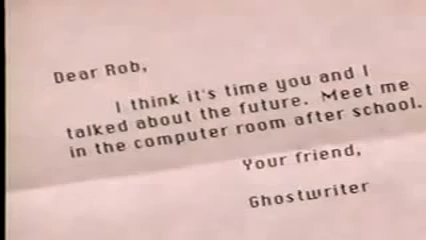 Dear Rob,
I think it's time you and I
talked about the future. Meet me
in the computer room after school.
Your friend,
Ghostwriter